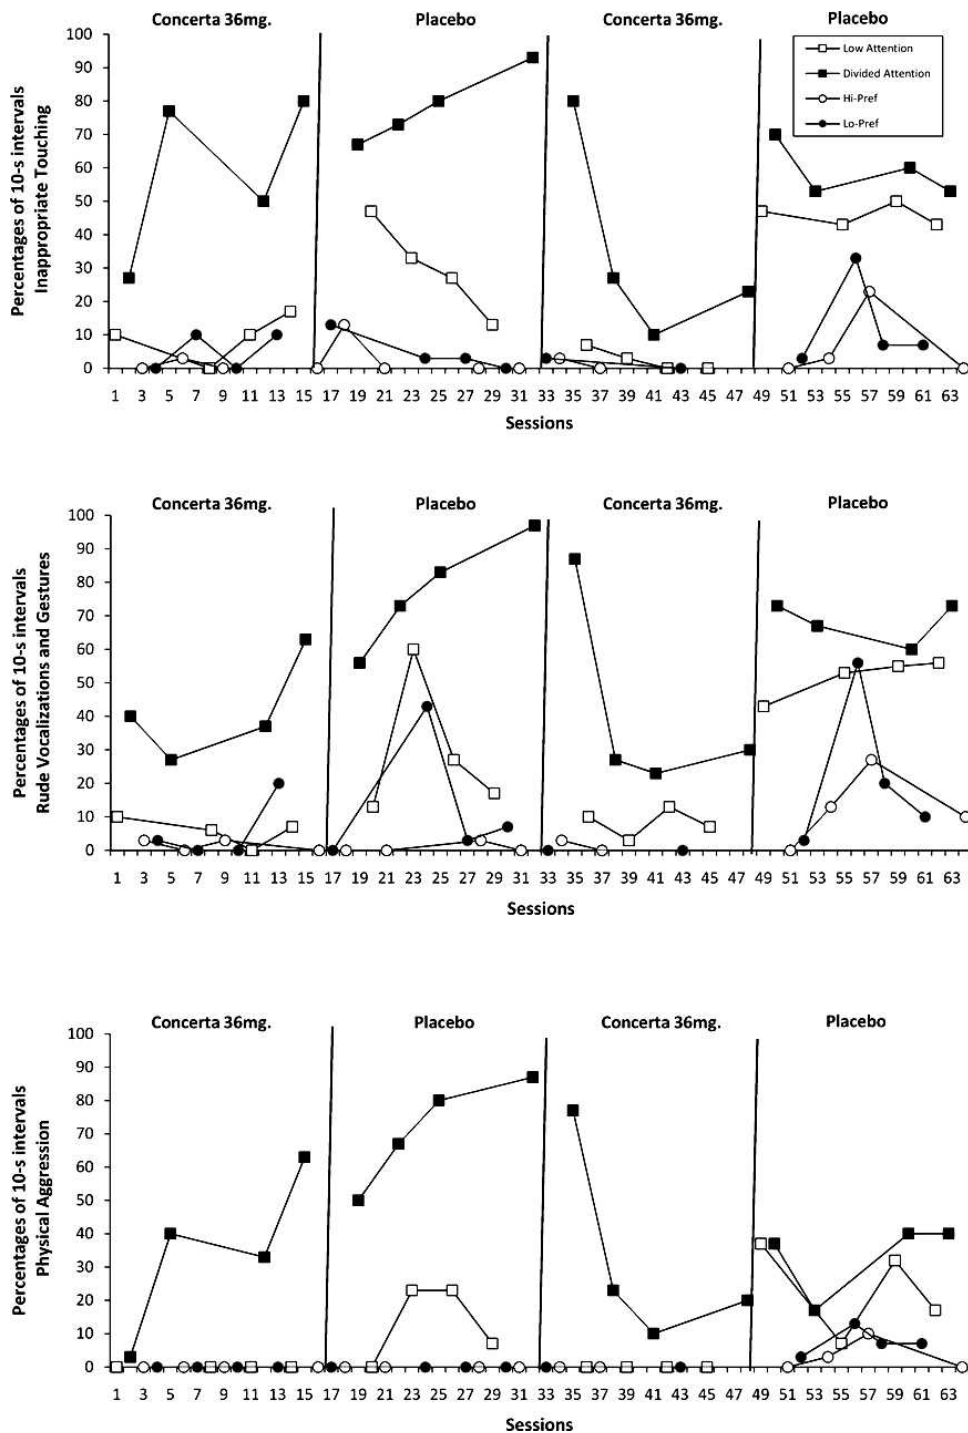 Concerta 36mg. Placebo Concerta 36mg. Placebo
Percentages of 10-s intervals
Inappropriate Touching
100
90
80
70
60
50
40
30
20
10
0
Low Attention
Divided Attention
Hi-Pref
Lo-Pref
1 3 5 7 9 11 13 15 17 19 21 23 25 27 29 31 33 35 37 39 41 43 45 47 49 51 53 55 57 59 61 63
Sessions
Concerta 36mg. Placebo Concerta 36mg. Placebo
Percentages of 10-s intervals
Rude Vocalizations and Gestures
100
90
80
70
60
50
40
30
20
10
0
1 3 5 7 9 11 13 15 17 19 21 23 25 27 29 31 33 35 37 39 41 43 45 47 49 51 53 55 57 59 61 63
Sessions
Concerta 36mg. Placebo Concerta 36mg. Placebo
Percentages of 10-s intervals
Physical Aggression
100
90
80
70
60
50
40
30
20
10
0
1 3 5 7 9 11 13 15 17 19 21 23 25 27 29 31 33 35 37 39 41 43 45 47 49 51 53 55 57 59 61 63
Sessions